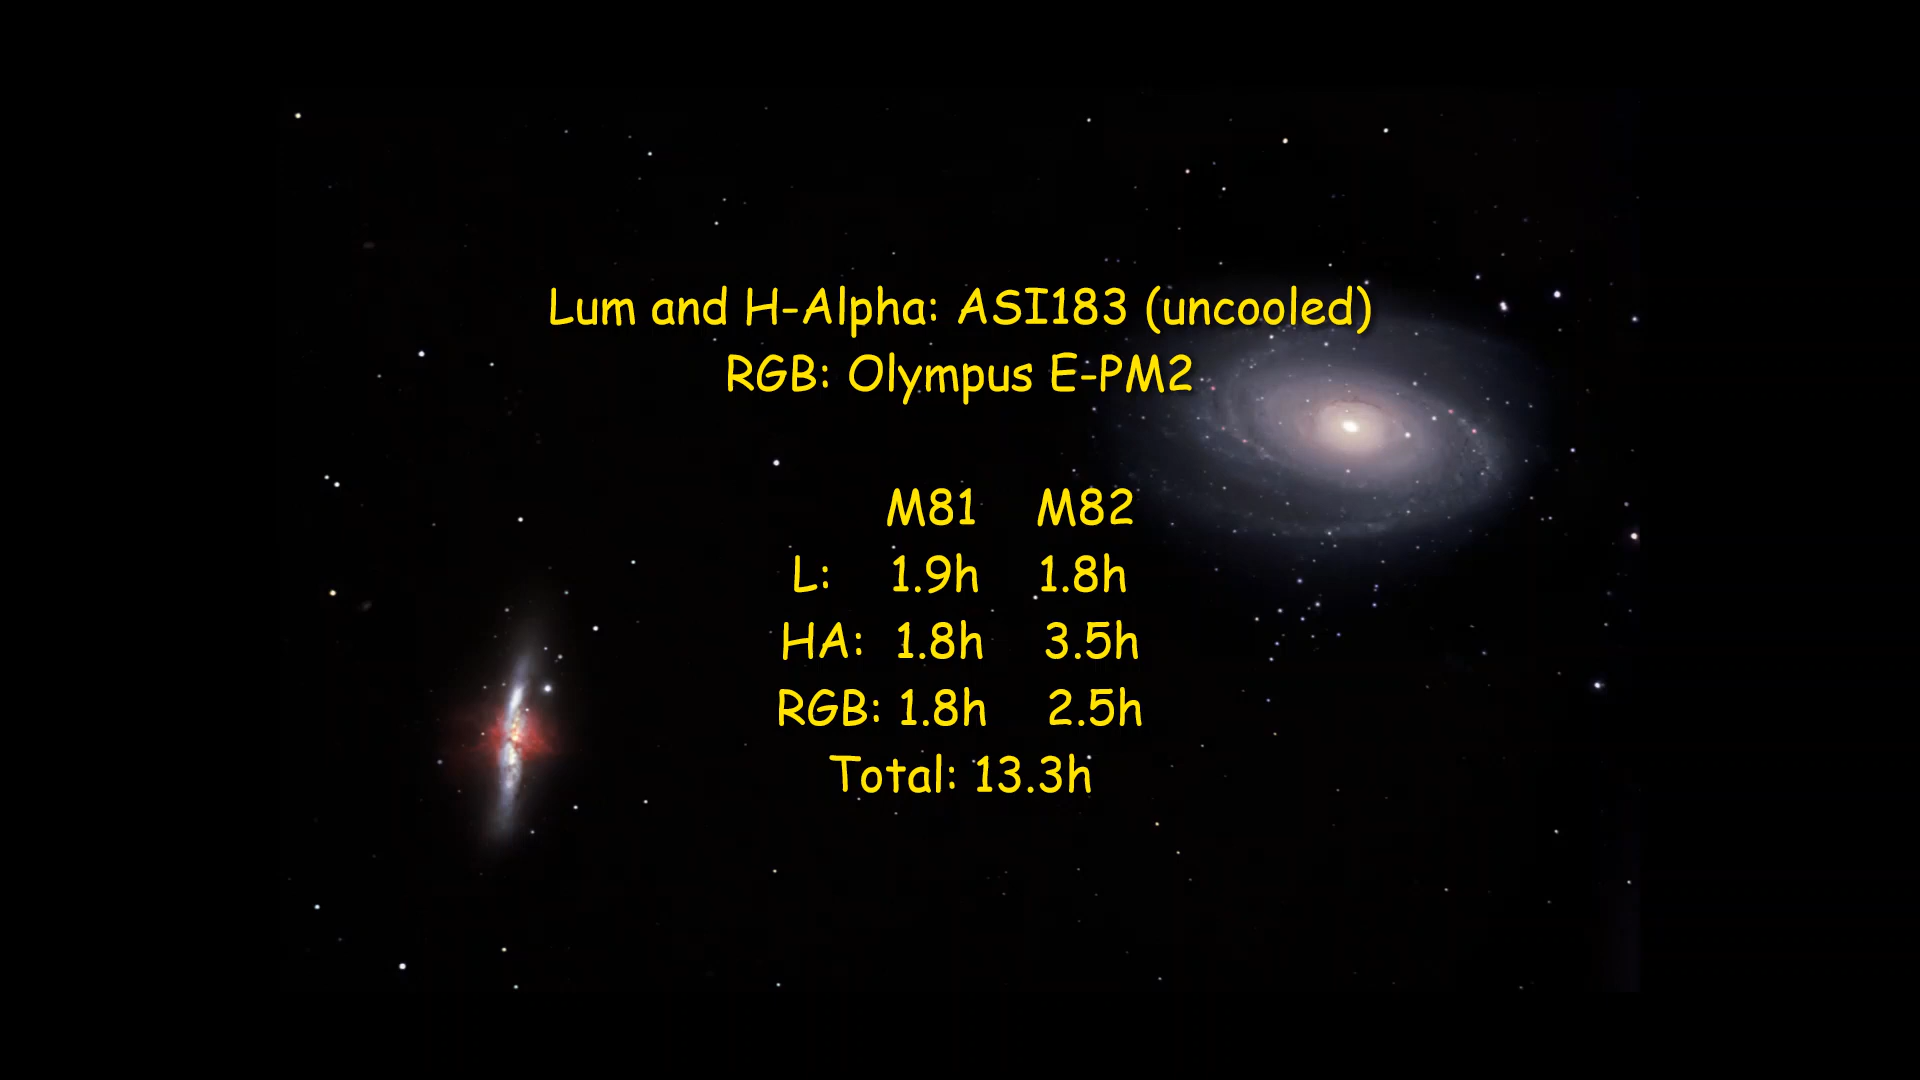 Lum and H-Alpha: ASI183 (uncooled)
RGB: Olympus E-PM2
M81 M82
L: 1.9h 1.8h
HA: 1.8h 3.5h
RGB: 1.8h 2.5h
Total: 13.3h